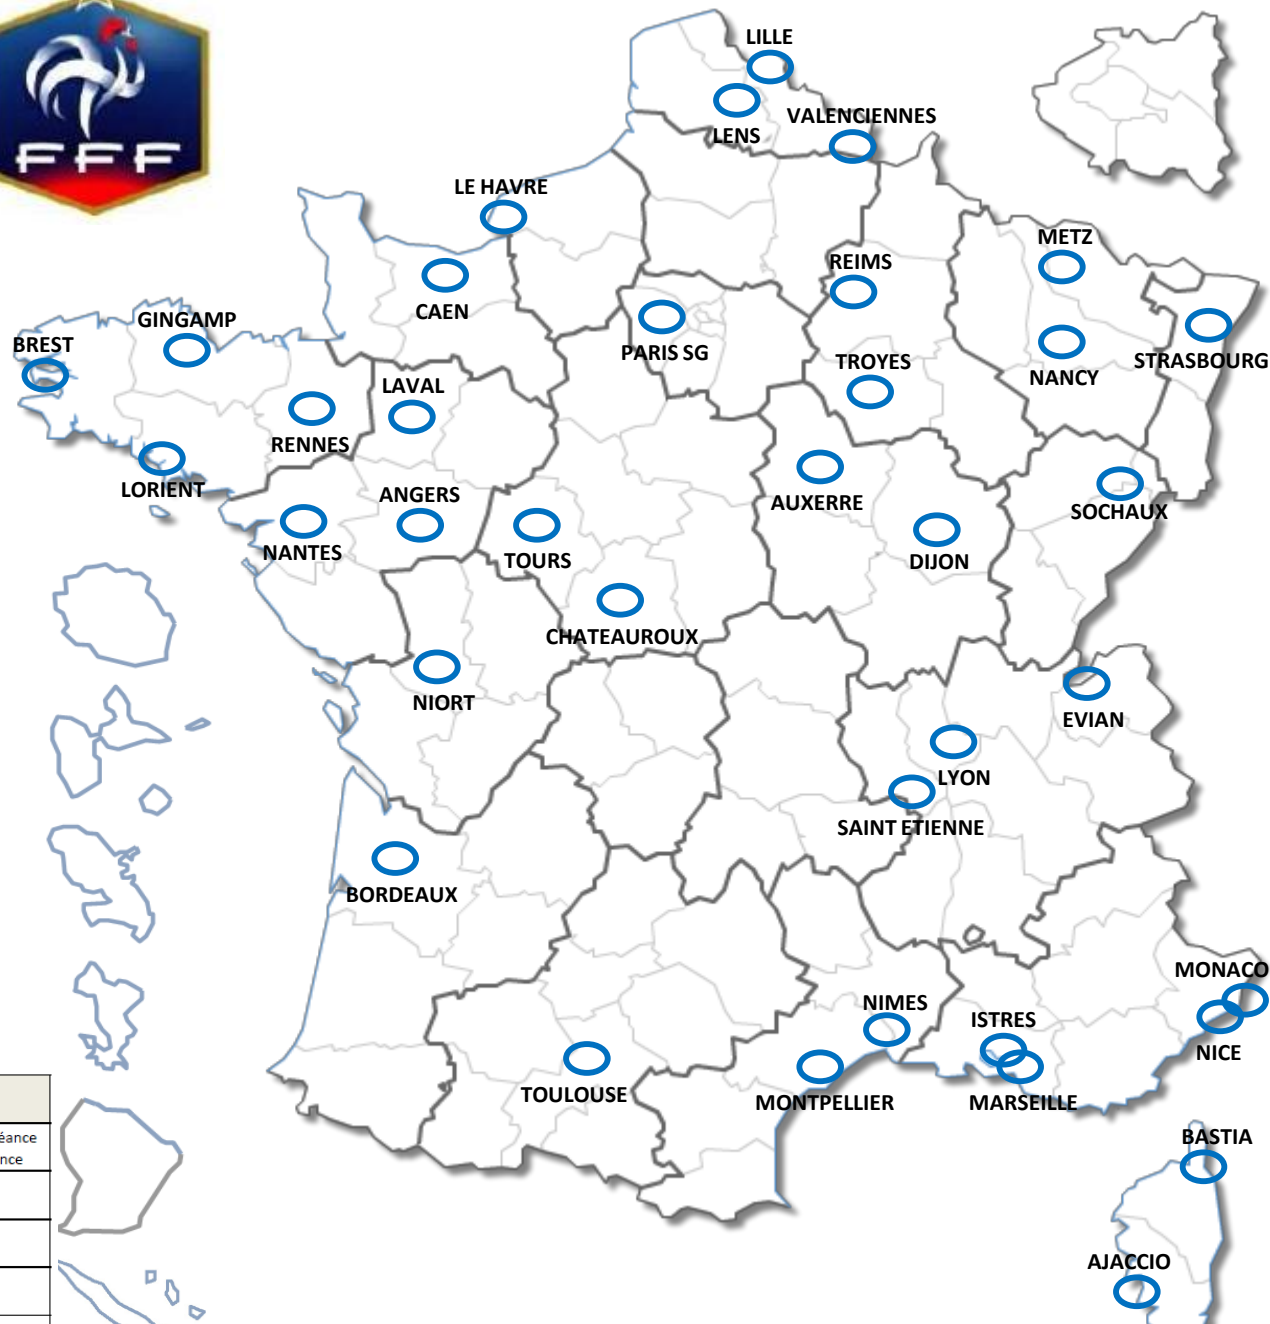 FFF
LILLE
LENS
VALENCIENNES
LE HAVRE
CAEN
REIMS
METZ
GINGAMP
BREST
PARIS SG
TROYES
NANCY
STRASBOURG
LAVAL
RENNES
LORIENT
ANGERS
AUXERRE
SOCHAUX
NANTES
TOURS
DIJON
CHATEAUROUX
NIORT
EVIAN
LYON
SAINT ETIENNE
BORDEAUX
MONACO
NIMES
ISTRES
NICE
TOULOUSE
MONTPELLIER
MARSEILLE
BASTIA
éance
nce
AJACCIO